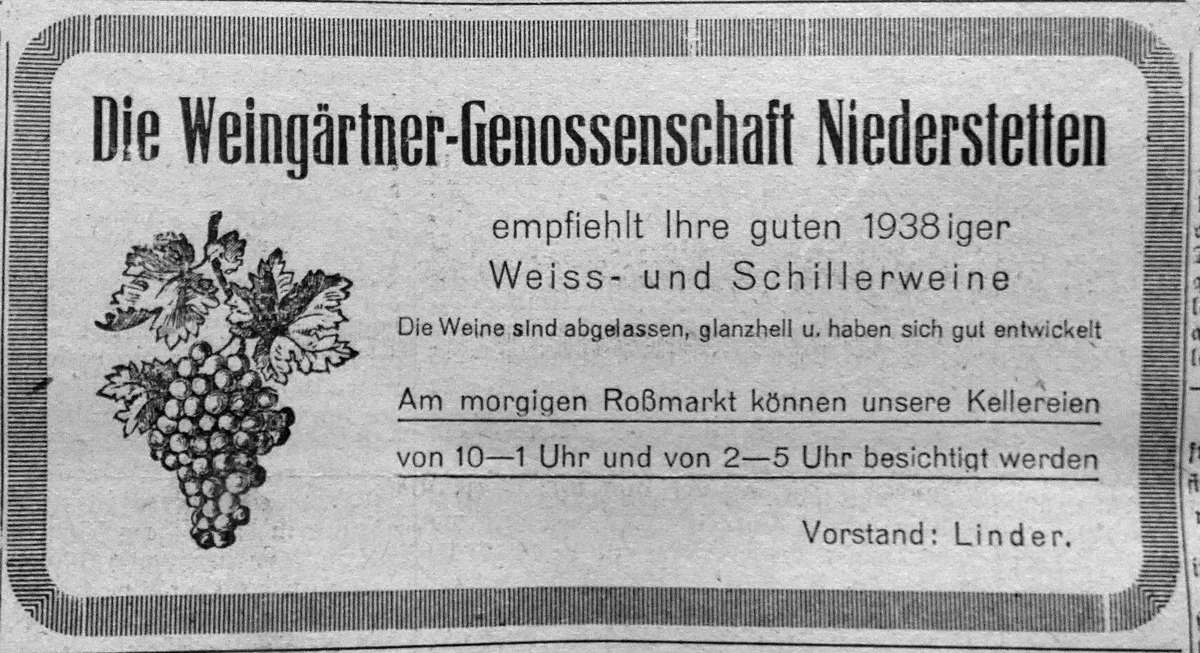 Die Weingärtner-Genossenschaft Niederstetten
empfiehlt Ihre guten 1938iger
Weiss- und Schillerweine
Die Weine sind abgelassen, glanzhell u. haben sich gut entwickelt
Am morgigen Roßmarkt können unsere Kellereien
von 10—1 Uhr und von 2—5 Uhr besichtigt werden
Vorstand: Linder.